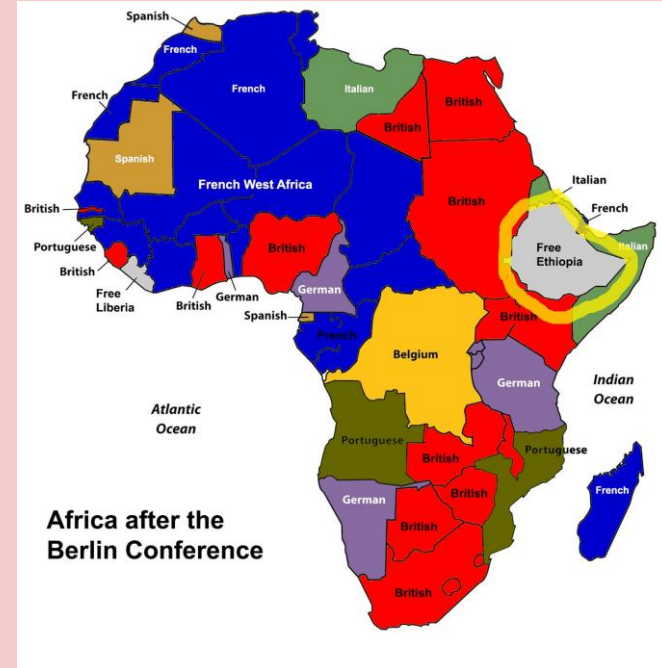 Spanish
French
French
French
Italian
British
British
Spanish
French West Africa
British
Italian
French
Italian
Free
Ethiopia
British
Portuguese
British
Free
Liberia
British
German
British
German
Spanish
French
Belgium
British
German
Indian
Ocean
Atlantic
Ocean
Portuguese
Portuguese
British
German
British
British
French
British
Africa after the
Berlin Conference